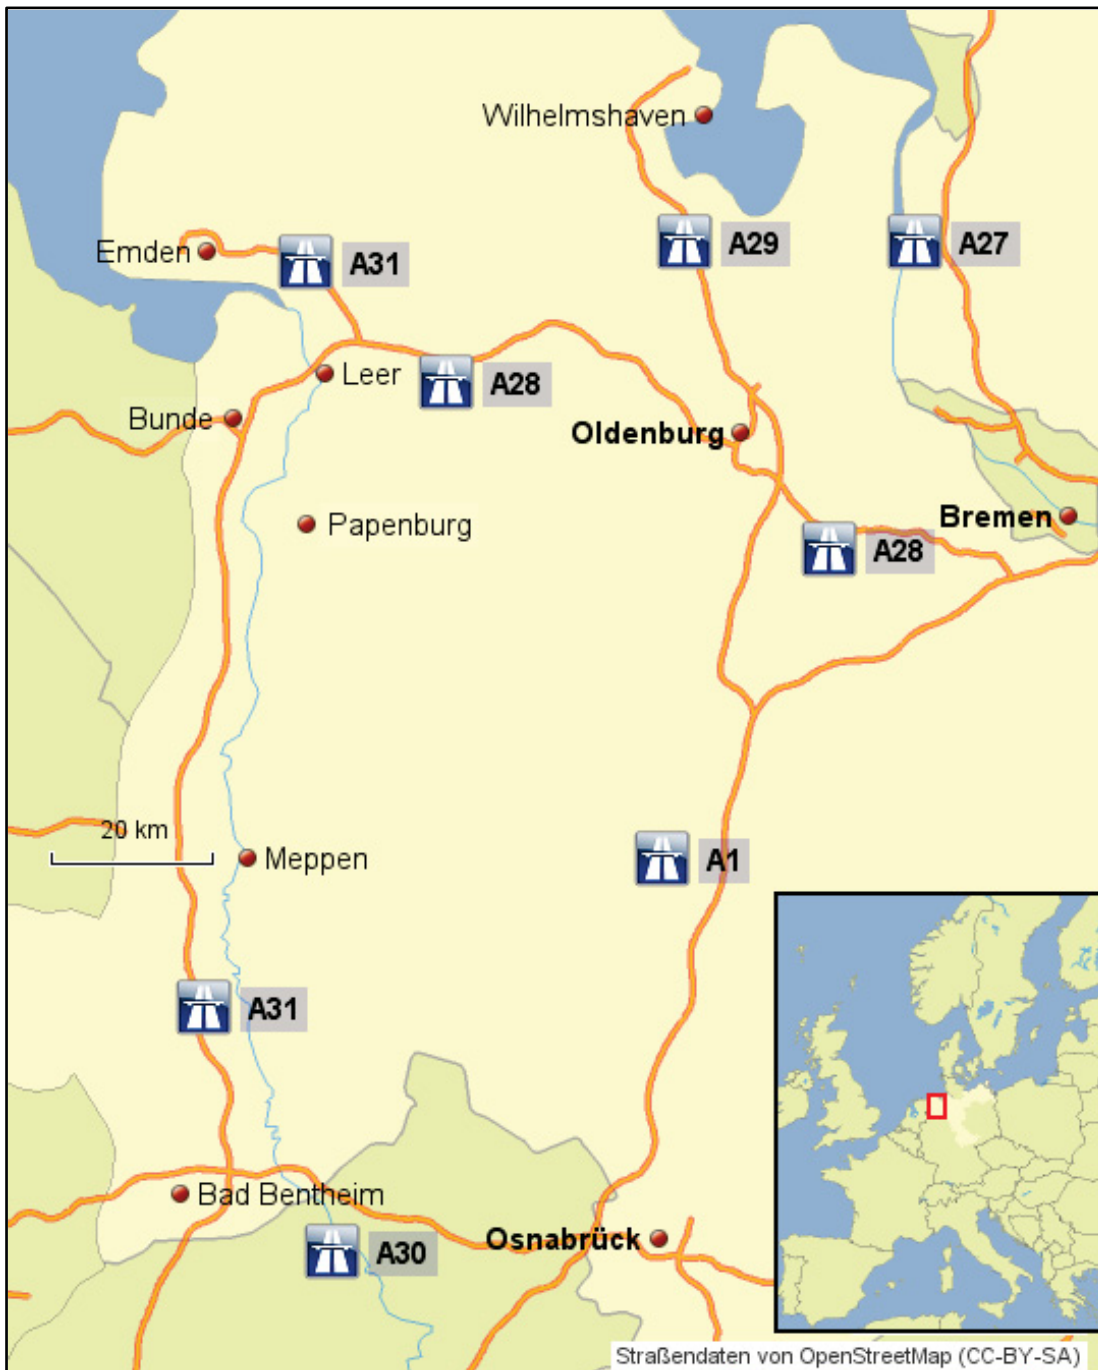 Wilhelmshaven
Emden
A31
A29
A27
Leer
A28
Bunde
Oldenburg
Papenburg
Bremen
A28
20 km
Meppen
A1
A31
Bad Bentheim
Osnabrück
A30
Straßendaten von OpenStreetMap (CC-BY-SA)